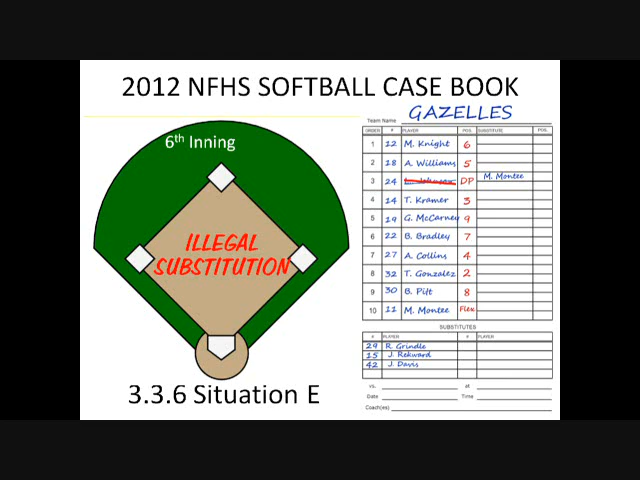 2012 NFHS SOFTBALL CASE BOOK
6th Inning
ILLEGAL
SUBSTITUTION
3.3.6 Situation E
Team Name GAZELLES
ORDER # PLAYER POS. SUBSTITUTE POS.
1 12 M. Knight 6
2 18 A. Williams 5
3 24 L. Johnson DP M. Montee
4 14 T. Kramer 3
5 19 G. McCarney 9
6 22 B. Bradley 7
7 27 A. Collins 4
8 32 T. Gonzalez 2
9 30 B. Pitt 8
10 11 M. Montee Flex
SUBSTITUTES
# PLAYER # PLAYER
29 R. Grindle
15 J. Rekward
42 J. Davis
vs. at
Date Time
Coach(es)